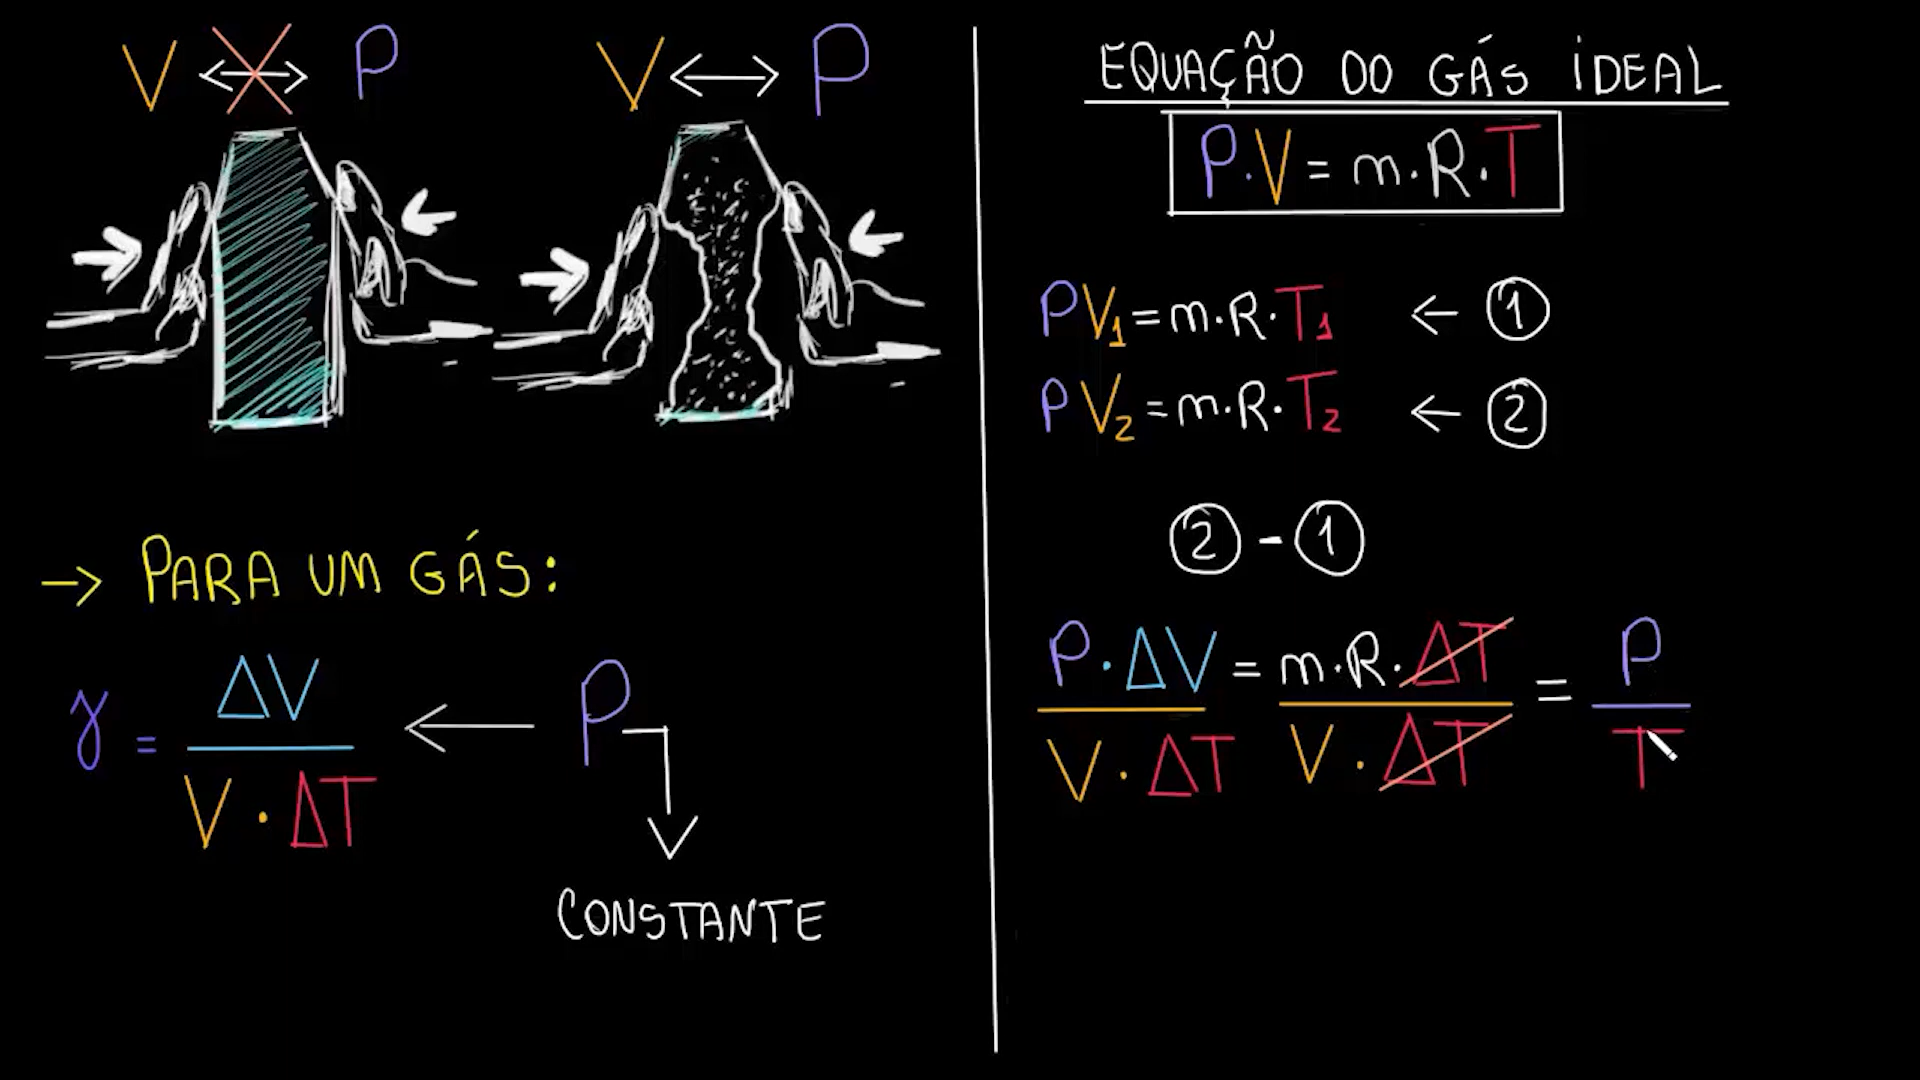 V ↔ P
V ↔ P
→ PARA UM GÁS:
γ = ΔV / V · ΔT ← P
CONSTANTE
EQUAÇÃO DO GÁS IDEAL
P·V = m·R·T
PV₁ = m·R·T₁ ← ①
PV₂ = m·R·T₂ ← ②
② - ①
P·ΔV / V·ΔT = m·R·ΔT / V·ΔT = P / T